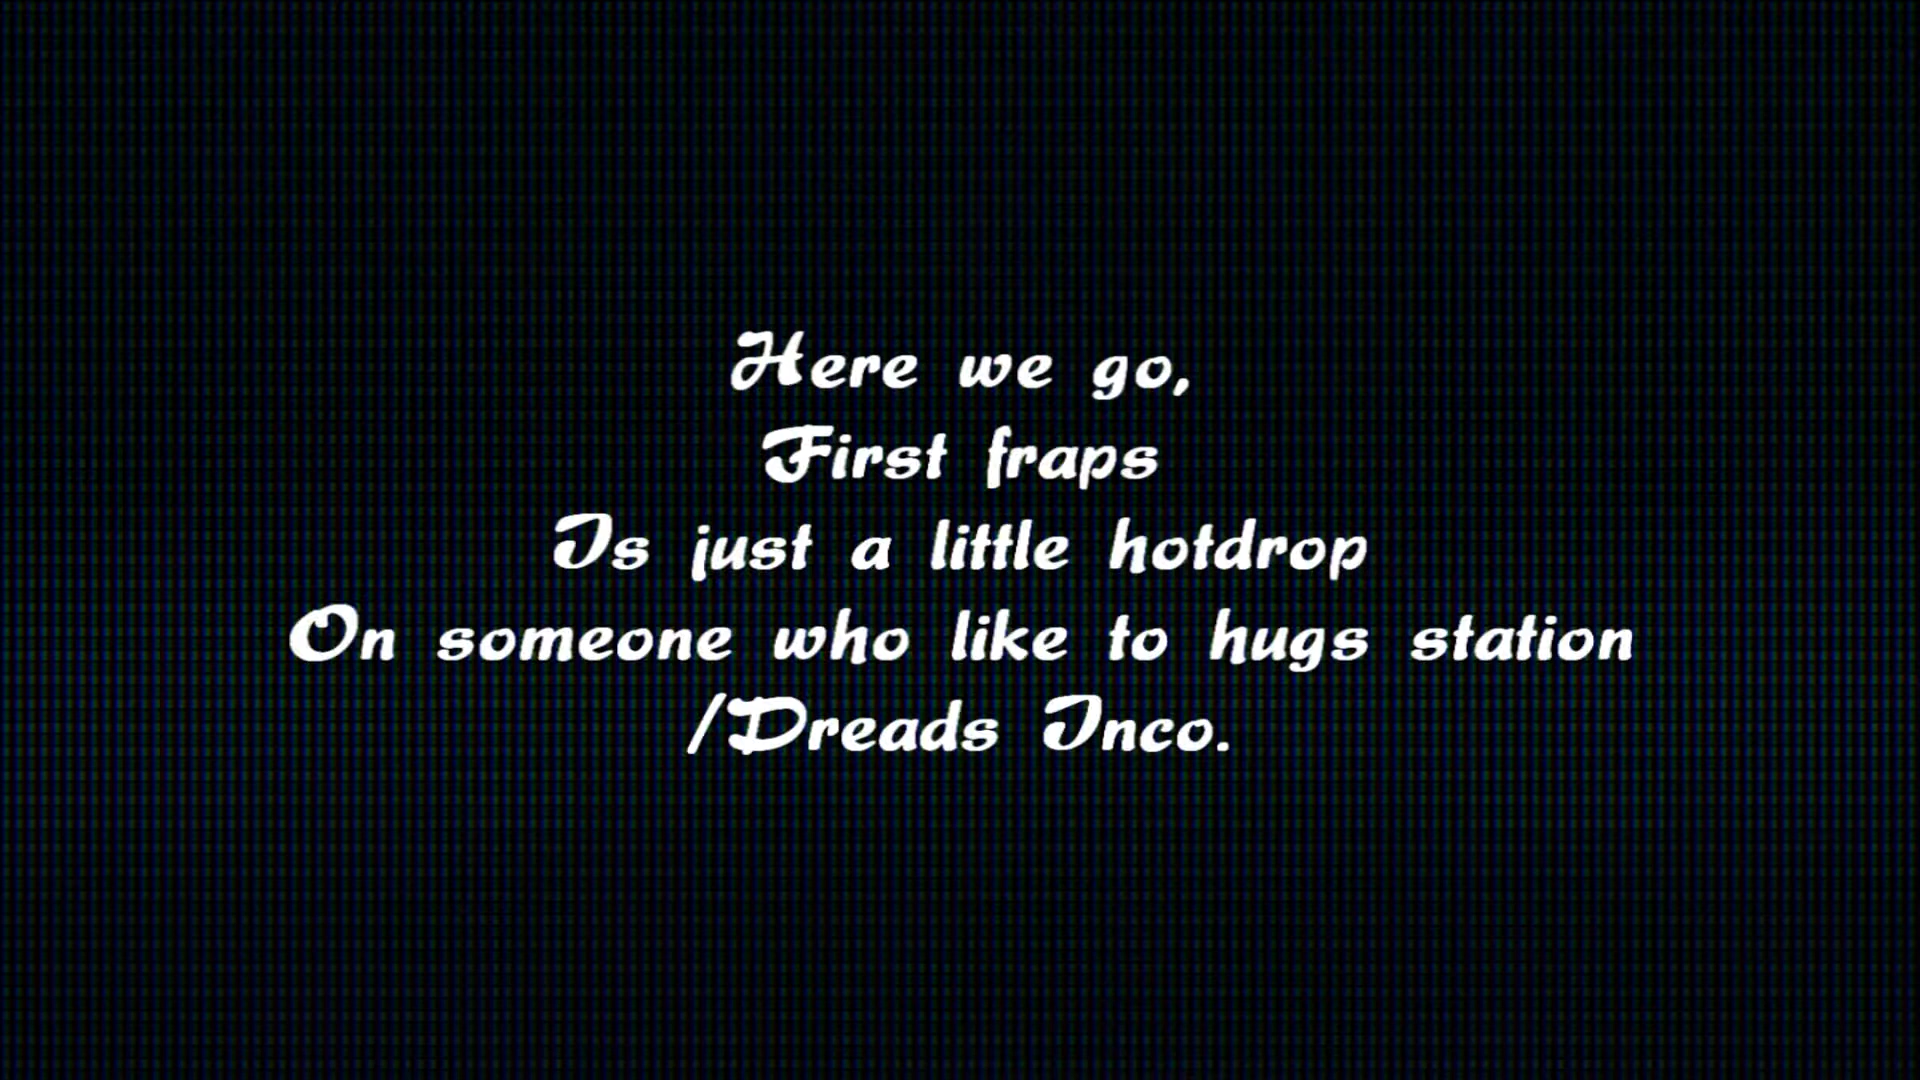 Here we go,
First fraps
Is just a little hotdrop
On someone who like to hugs station
/Dreads Inco.